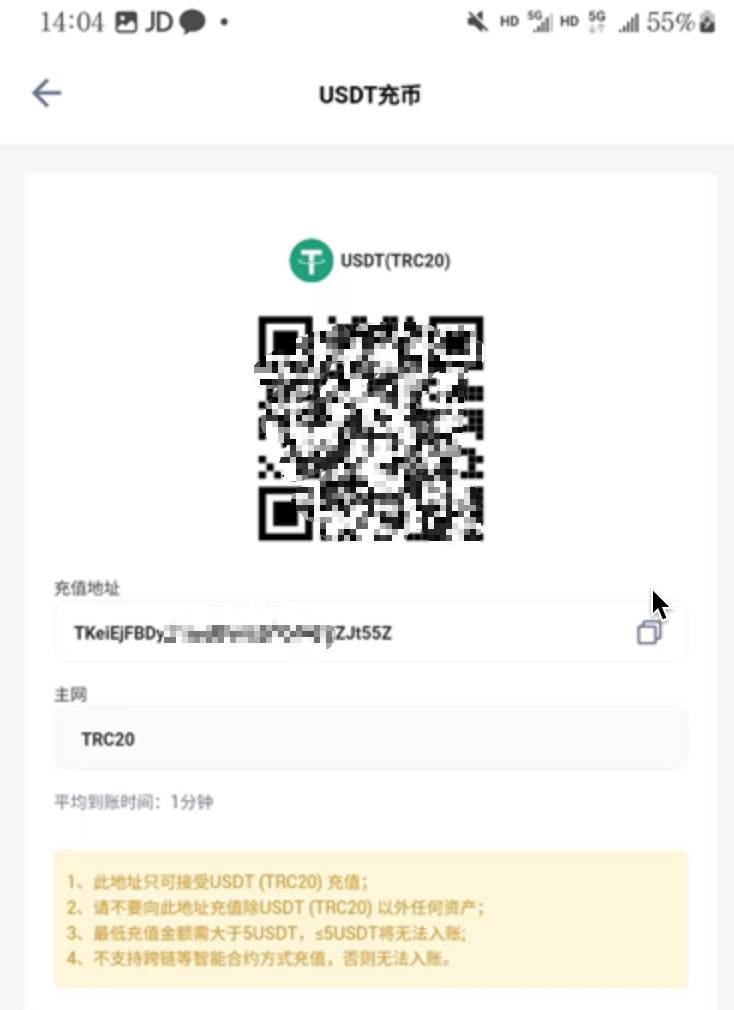 14:04 JD HD 5G HD 5G 55%
USDT充币
USDT(TRC20)
充值地址
TKeiEjFBDy ZJt55Z
主网
TRC20
平均到账时间：1分钟
1、此地址只可接受USDT (TRC20) 充值；
2、请不要向此地址充值除USDT (TRC20) 以外任何资产；
3、最低充值金额需大于5USDT，≤5USDT将无法入账;
4、不支持跨链等智能合约方式充值，否则无法入账。